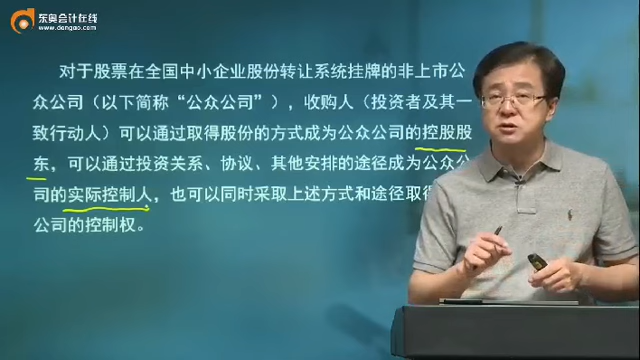 东奥会计在线
www.dongao.com
对于股票在全国中小企业股份转让系统挂牌的非上市公
众公司（以下简称“公众公司”），收购人（投资者及其一
致行动人）可以通过取得股份的方式成为公众公司的控股股
东，可以通过投资关系、协议、其他安排的途径成为公众公
司的实际控制人，也可以同时采取上述方式和途径取得
公司的控制权。